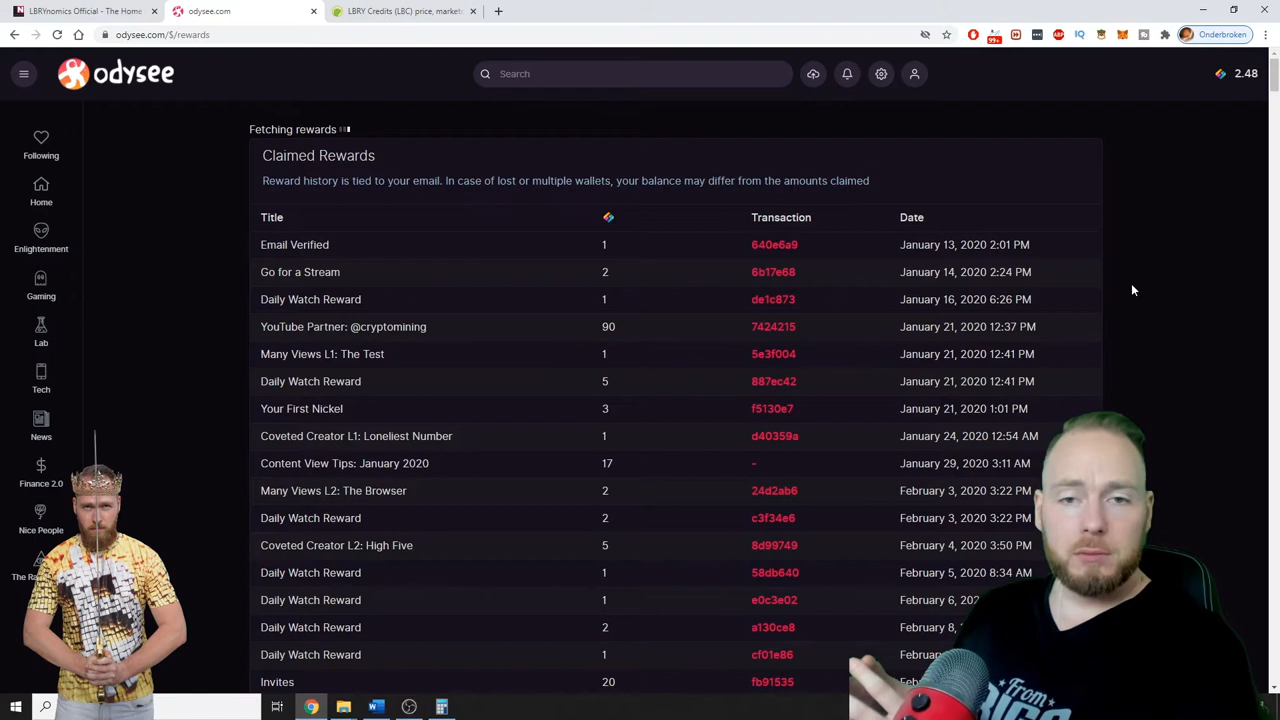 LBRYnomics Official - The Home
odysee.com
LBRY Credits (LBC) price, market
odysee.com/$/rewards
99+
ABP
IQ
Onderbroken
odysee
Search
2.48
Following
Home
Enlightenment
Gaming
Lab
Tech
News
Finance 2.0
Nice People
Fetching rewards
Claimed Rewards
Reward history is tied to your email. In case of lost or multiple wallets, your balance may differ from the amounts claimed
Title Transaction Date
Email Verified 1 640e6a9 January 13, 2020 2:01 PM
Go for a Stream 2 6b17e68 January 14, 2020 2:24 PM
Daily Watch Reward 1 de1c873 January 16, 2020 6:26 PM
YouTube Partner: @cryptomining 90 7424215 January 21, 2020 12:37 PM
Many Views L1: The Test 1 5e3f004 January 21, 2020 12:41 PM
Daily Watch Reward 5 887ec42 January 21, 2020 12:41 PM
Your First Nickel 3 f5130e7 January 21, 2020 1:01 PM
Coveted Creator L1: Loneliest Number 1 d40359a January 24, 2020 12:54 AM
Content View Tips: January 2020 17 - January 29, 2020 3:11 AM
Many Views L2: The Browser 2 24d2ab6 February 3, 2020 3:22 PM
Daily Watch Reward 2 c3f34e6 February 3, 2020 3:22 PM
Coveted Creator L2: High Five 5 8d99749 February 4, 2020 3:50 PM
Daily Watch Reward 1 58db640 February 5, 2020 8:34 AM
Daily Watch Reward 1 e0c3e02 February 6,
Daily Watch Reward 2 a130ce8 February 8,
Daily Watch Reward 1 cf01e86
Invites 20 fb91535
From